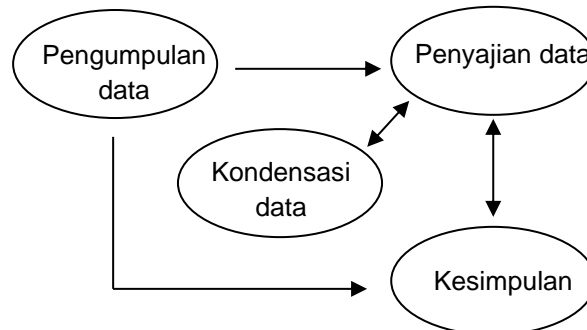 Pengumpulan
data
Penyajian data
Kondensasi
data
Kesimpulan